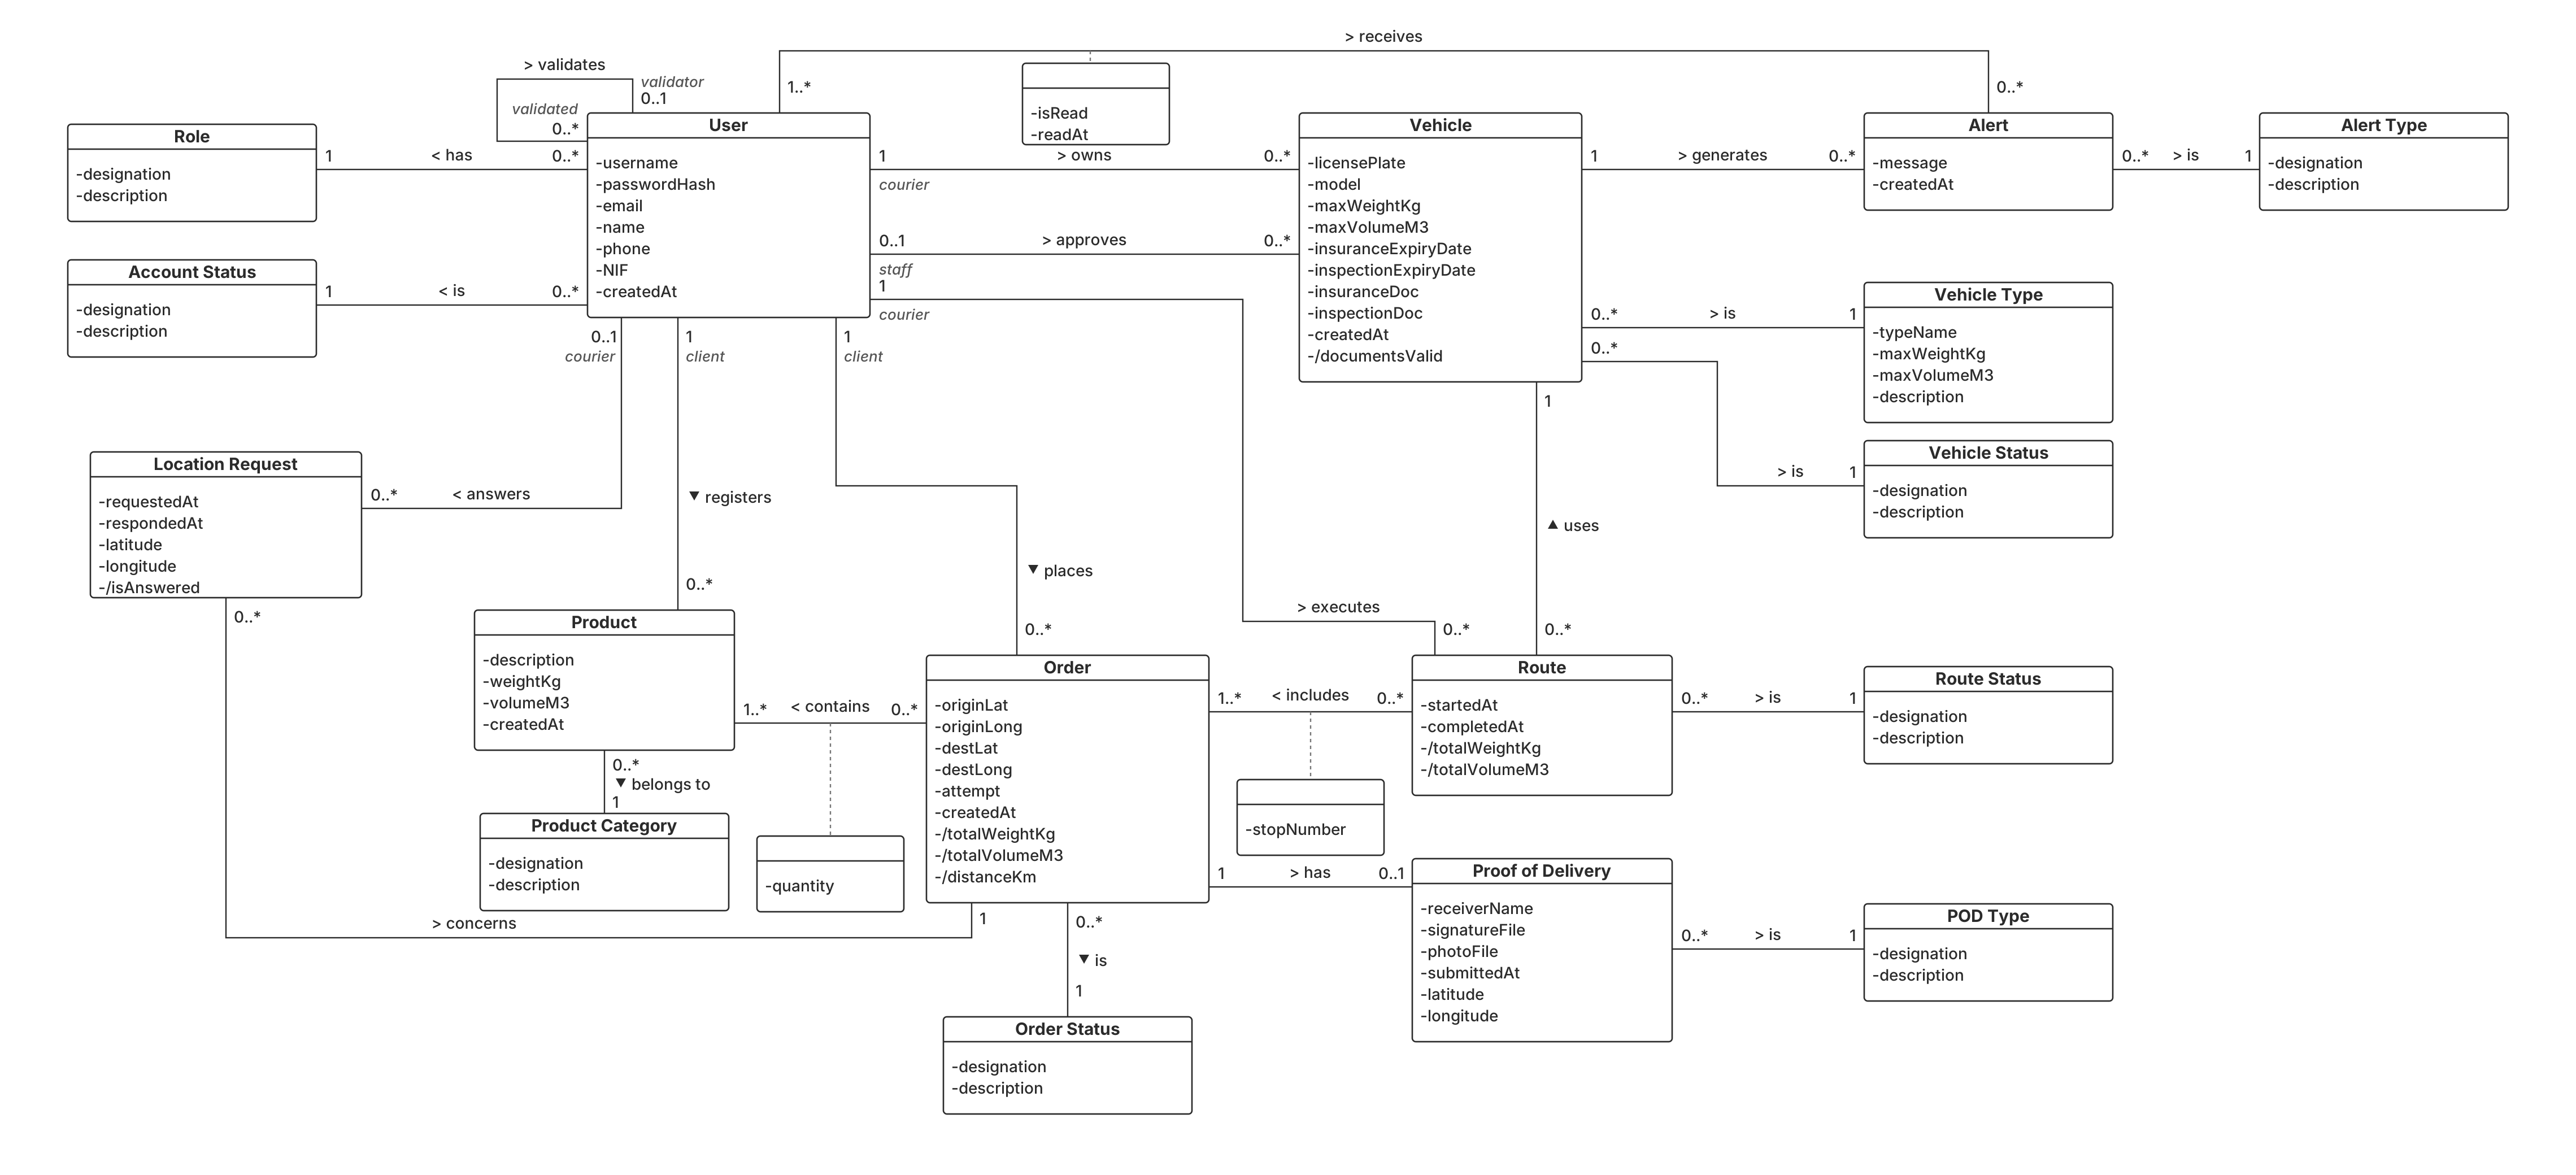 > receives
> validates
validator
0..1
validated
0..*
1..*
-isRead
-readAt
0..*
Role
-designation
-description
1
< has
0..*
User
-username
-passwordHash
-email
-name
-phone
-NIF
-createdAt
1
> owns
0..*
courier
0..1
> approves
0..*
staff
1
courier
Vehicle
-licensePlate
-model
-maxWeightKg
-maxVolumeM3
-insuranceExpiryDate
-inspectionExpiryDate
-insuranceDoc
-inspectionDoc
-createdAt
-/documentsValid
1
> generates
0..*
Alert
-message
-createdAt
0..*
> is
1
Alert Type
-designation
-description
Account Status
-designation
-description
1
< is
0..*
0..*
> is
1
Vehicle Type
-typeName
-maxWeightKg
-maxVolumeM3
-description
0..*
> is
1
Vehicle Status
-designation
-description
0..1
courier
1
client
1
client
1
Location Request
-requestedAt
-respondedAt
-latitude
-longitude
-/isAnswered
0..*
< answers
▼ registers
▲ uses
▼ places
0..*
0..*
> executes
0..*
0..*
0..*
Product
-description
-weightKg
-volumeM3
-createdAt
1..*
< contains
0..*
Order
-originLat
-originLong
-destLat
-destLong
-attempt
-createdAt
-/totalWeightKg
-/totalVolumeM3
-/distanceKm
1..*
< includes
0..*
Route
-startedAt
-completedAt
-/totalWeightKg
-/totalVolumeM3
0..*
> is
1
Route Status
-designation
-description
0..*
▼ belongs to
1
Product Category
-designation
-description
-quantity
-stopNumber
1
> has
0..1
Proof of Delivery
-receiverName
-signatureFile
-photoFile
-submittedAt
-latitude
-longitude
0..*
> is
1
POD Type
-designation
-description
> concerns
1
0..*
▼ is
1
Order Status
-designation
-description